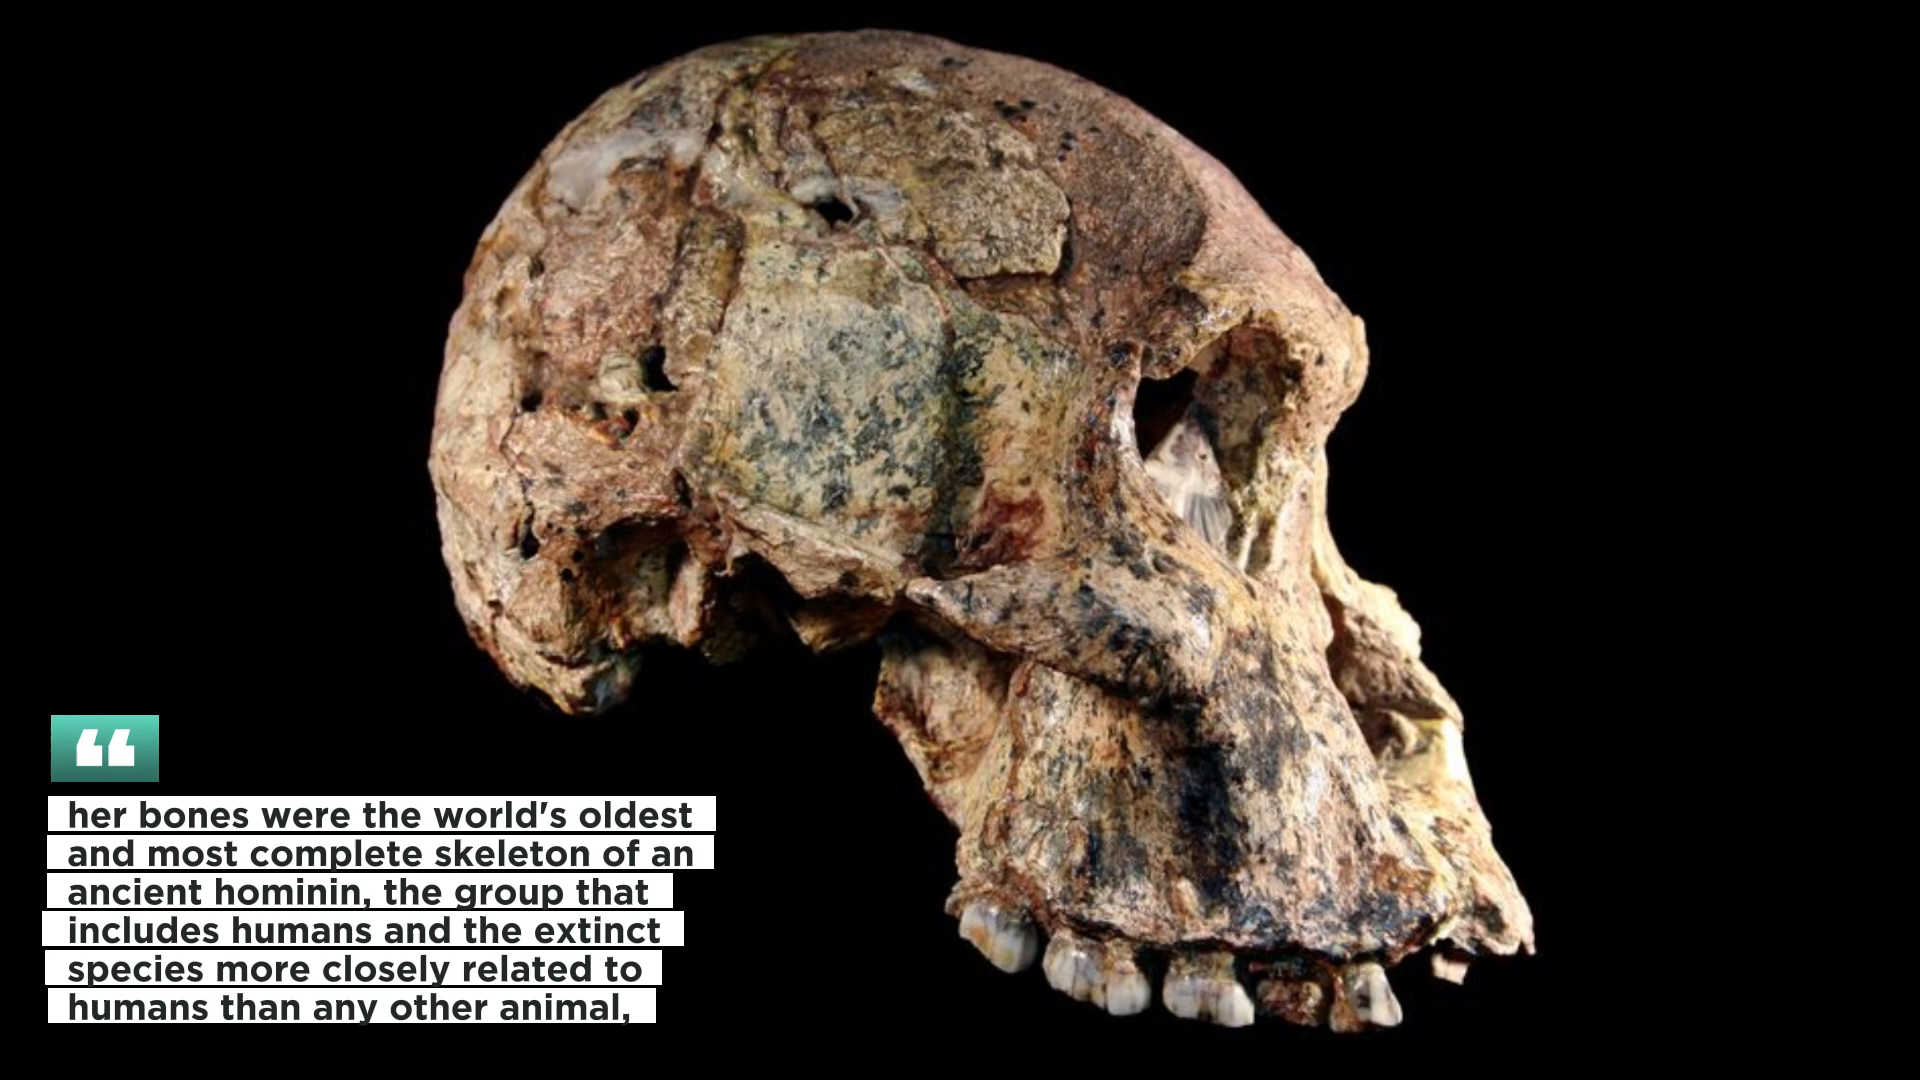 “
her bones were the world's oldest
and most complete skeleton of an
ancient hominin, the group that
includes humans and the extinct
species more closely related to
humans than any other animal,